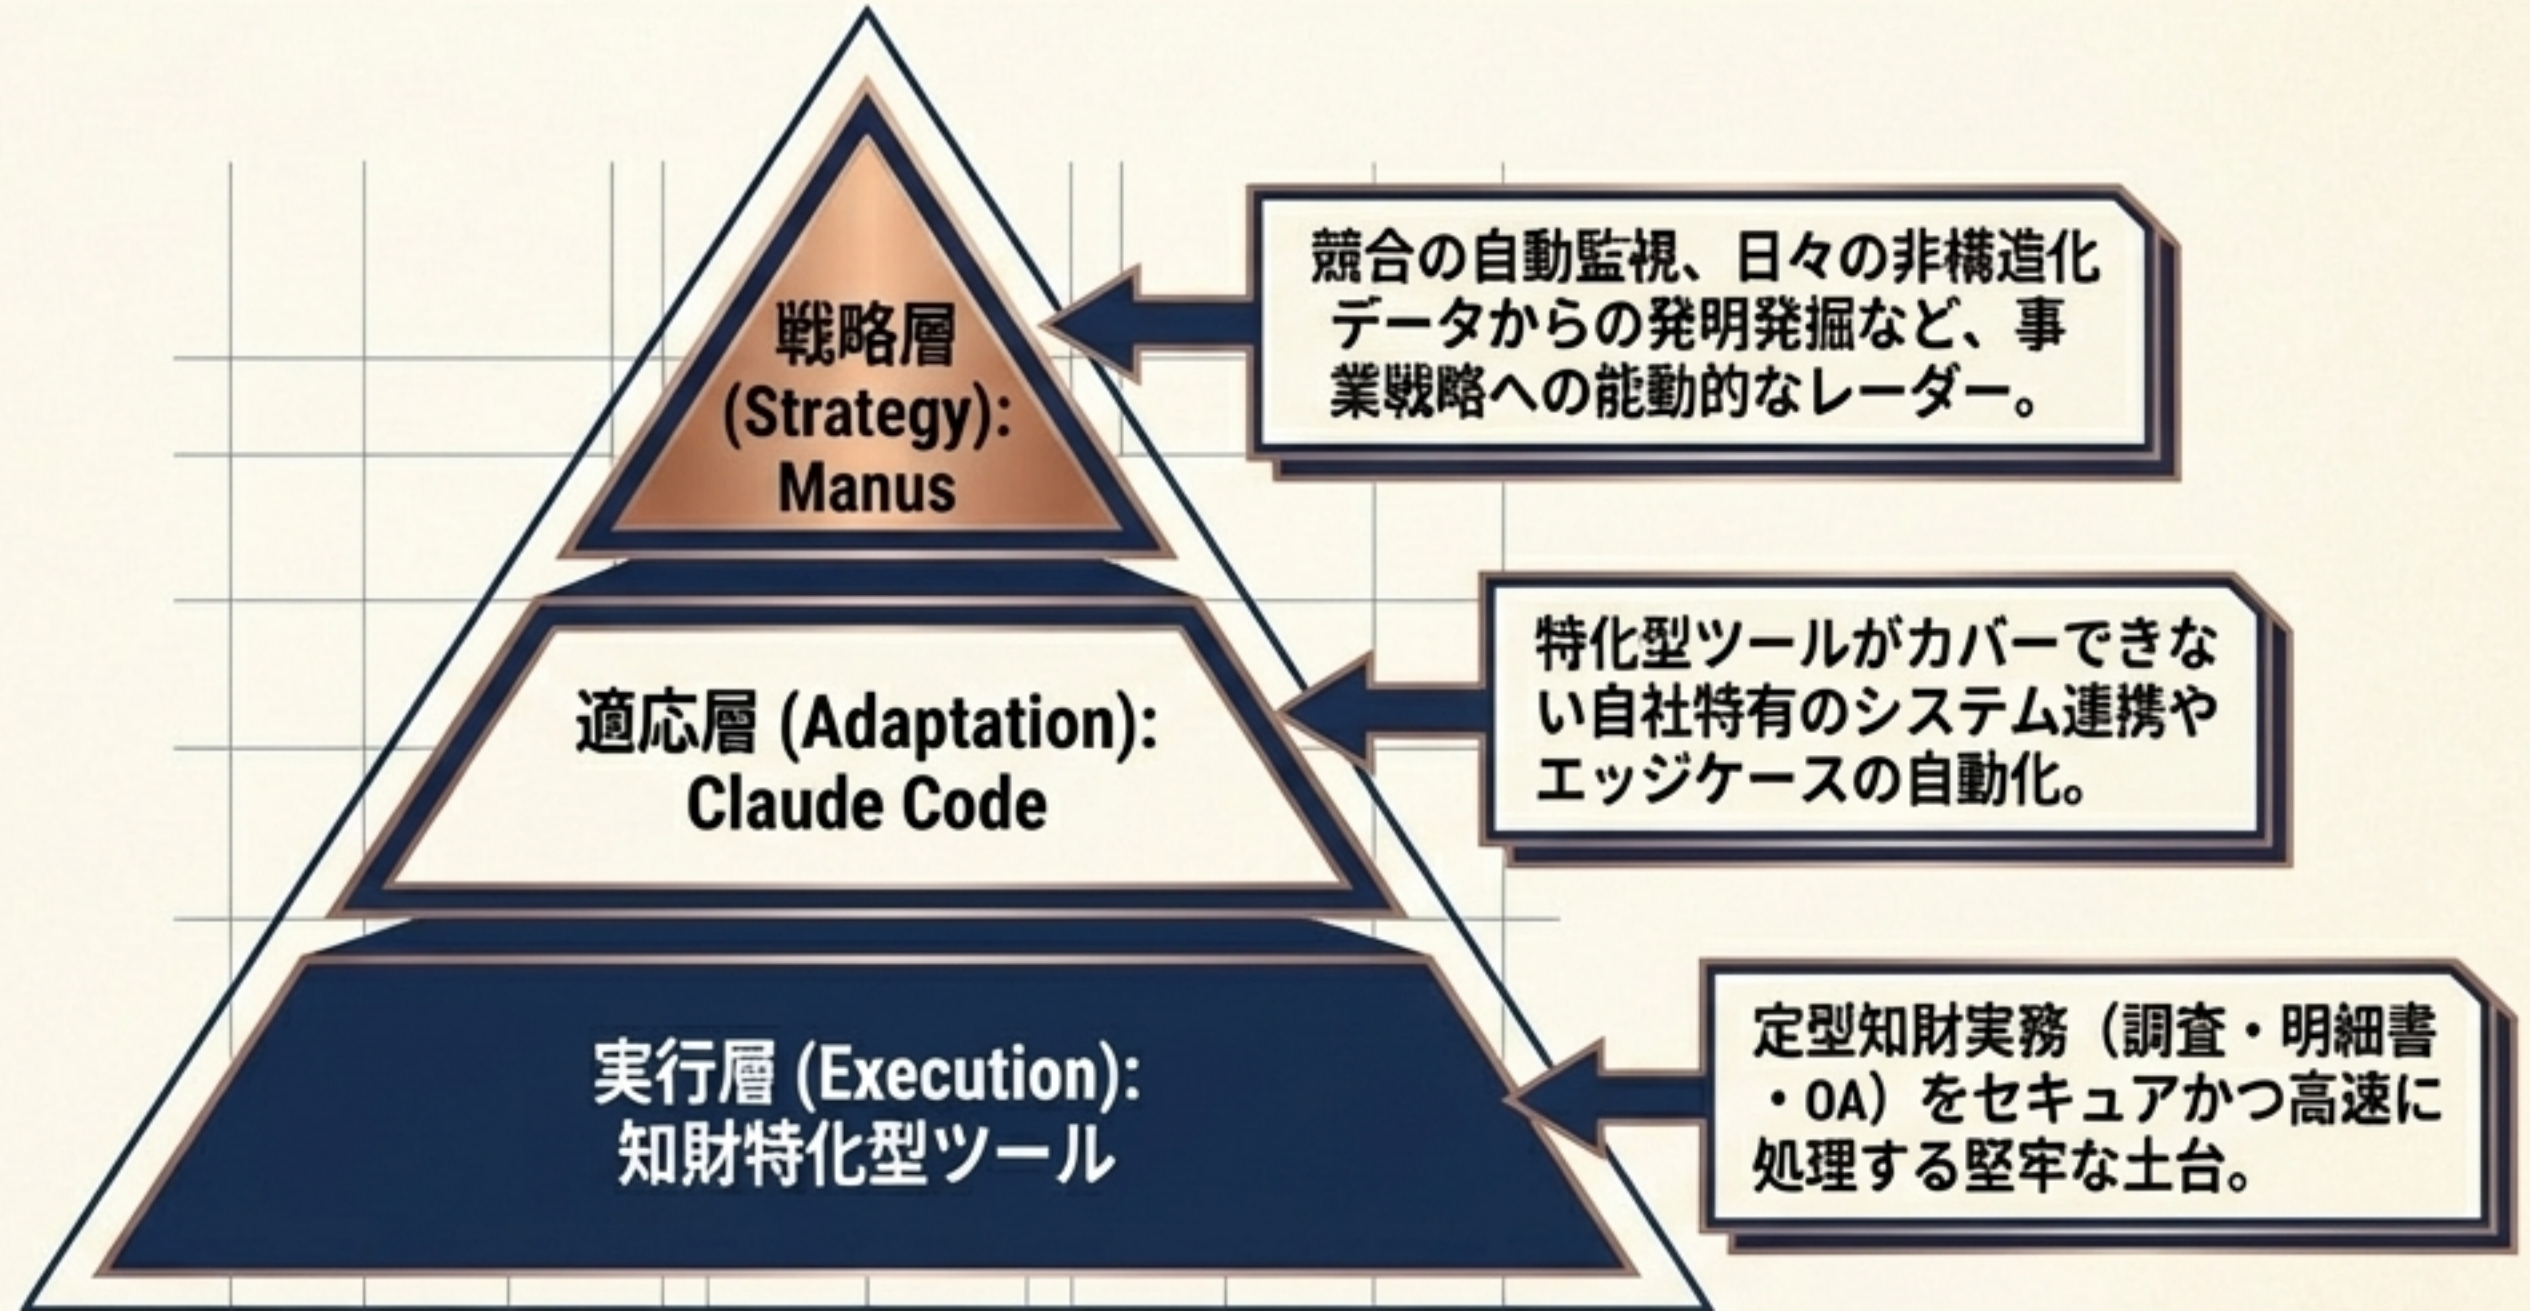 戦略層
(Strategy):
Manus
競合の自動監視、日々の非構造化
データからの発明発掘など、事
業戦略への能動的なレーダー。
適応層 (Adaptation):
Claude Code
特化型ツールがカバーできな
い自社特有のシステム連携や
エッジケースの自動化。
実行層 (Execution):
知財特化型ツール
定型知財実務（調査・明細書
・OA）をセキュアかつ高速に
処理する堅牢な土台。